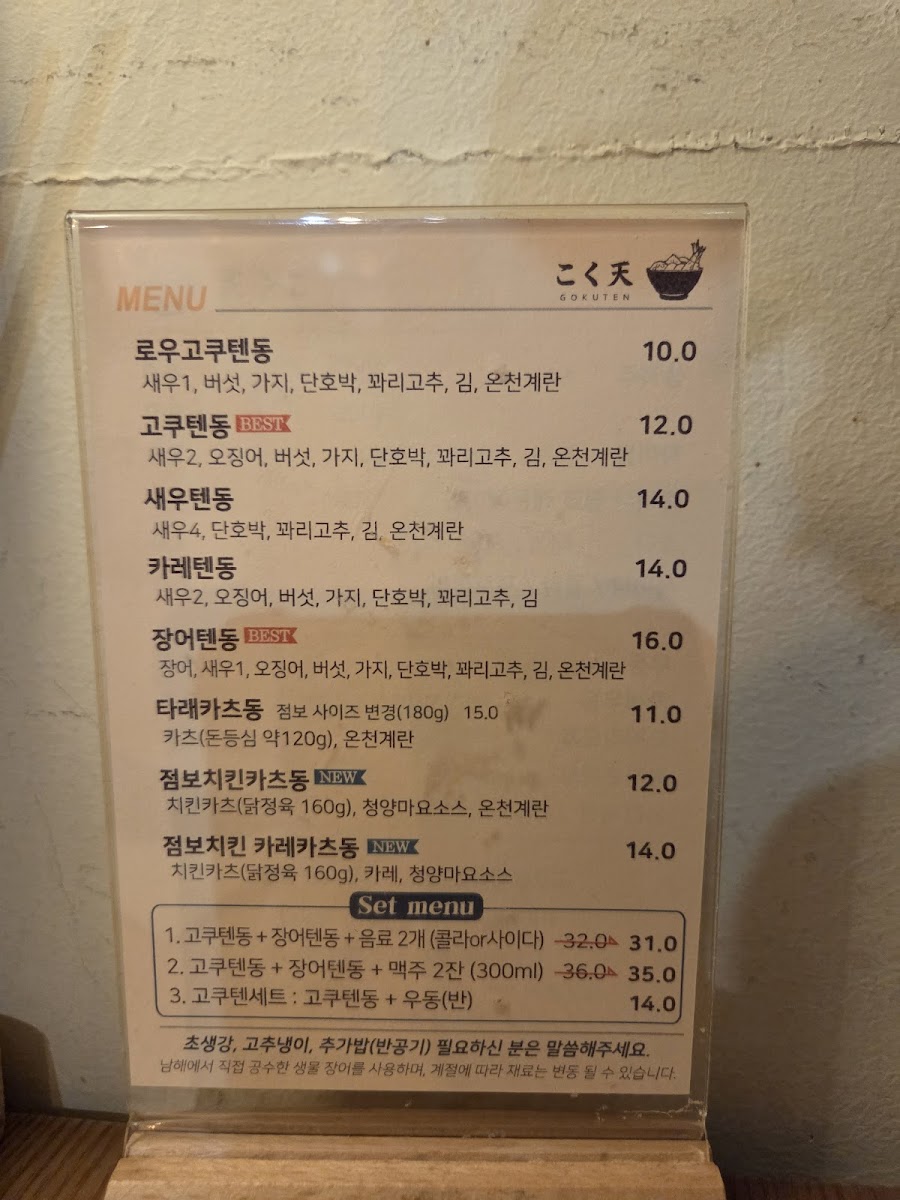 MENU
こく天
GOKUTEN
로우고쿠텐동 10.0
새우1, 버섯, 가지, 단호박, 꽈리고추, 김, 온천계란
고쿠텐동 BEST 12.0
새우2, 오징어, 버섯, 가지, 단호박, 꽈리고추, 김, 온천계란
새우텐동 14.0
새우4, 단호박, 꽈리고추, 김, 온천계란
카레텐동 14.0
새우2, 오징어, 버섯, 가지, 단호박, 꽈리고추, 김
장어텐동 BEST 16.0
장어, 새우1, 오징어, 버섯, 가지, 단호박, 꽈리고추, 김, 온천계란
타래카츠동 점보 사이즈 변경(180g) 15.0 11.0
카츠(돈등심 약120g), 온천계란
점보치킨카츠동 NEW 12.0
치킨카츠(닭정육 160g), 청양마요소스, 온천계란
점보치킨 카레카츠동 NEW 14.0
치킨카츠(닭정육 160g), 카레, 청양마요소스
Set menu
1. 고쿠텐동 + 장어텐동 + 음료 2개 (콜라or사이다) 32.0 31.0
2. 고쿠텐동 + 장어텐동 + 맥주 2잔 (300ml) 36.0 35.0
3. 고쿠텐세트 : 고쿠텐동 + 우동(반) 14.0
초생강, 고추냉이, 추가밥(반공기) 필요하신 분은 말씀해주세요.
남해에서 직접 공수한 생물 장어를 사용하며, 계절에 따라 재료는 변동 될 수 있습니다.